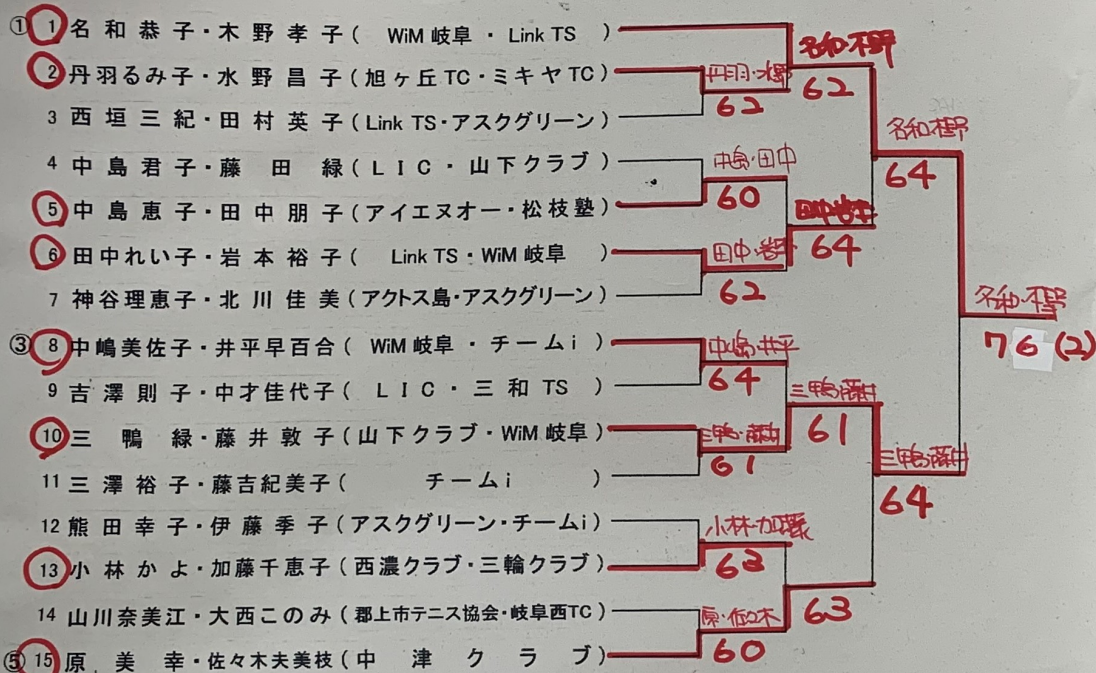 ① 1 名和恭子・木野孝子( WiM岐阜・Link TS )
名和・木野
2 丹羽るみ子・水野昌子(旭ヶ丘TC・ミキヤTC)
丹羽・水野
62
62
3 西垣三紀・田村英子(Link TS・アスクグリーン)
名和・木野
64
4 中島君子・藤田緑(LIC・山下クラブ)
中島・田中
60
5 中島恵子・田中朋子(アイエヌオー・松枝塾)
田中・岩本
64
6 田中れい子・岩本裕子( Link TS・WiM岐阜 )
田中・岩本
62
7 神谷理恵子・北川佳美(アクトス島・アスクグリーン)
名和・木野
76(2)
③ 8 中嶋美佐子・井平早百合( WiM岐阜・チームi )
中嶋・井平
64
9 吉澤則子・中才佳代子( LIC・三和TS )
三鴨・藤井
61
10 三鴨緑・藤井敦子(山下クラブ・WiM岐阜)
三鴨・藤井
61
三鴨・藤井
64
11 三澤裕子・藤吉紀美子( チームi )
12 熊田幸子・伊藤季子(アスクグリーン・チームi)
小林・加藤
63
13 小林かよ・加藤千恵子(西濃クラブ・三輪クラブ)
63
14 山川奈美江・大西このみ(郡上市テニス協会・岐阜西TC)
原・佐々木
60
⑤ 15 原美幸・佐々木夫美枝(中津クラブ)